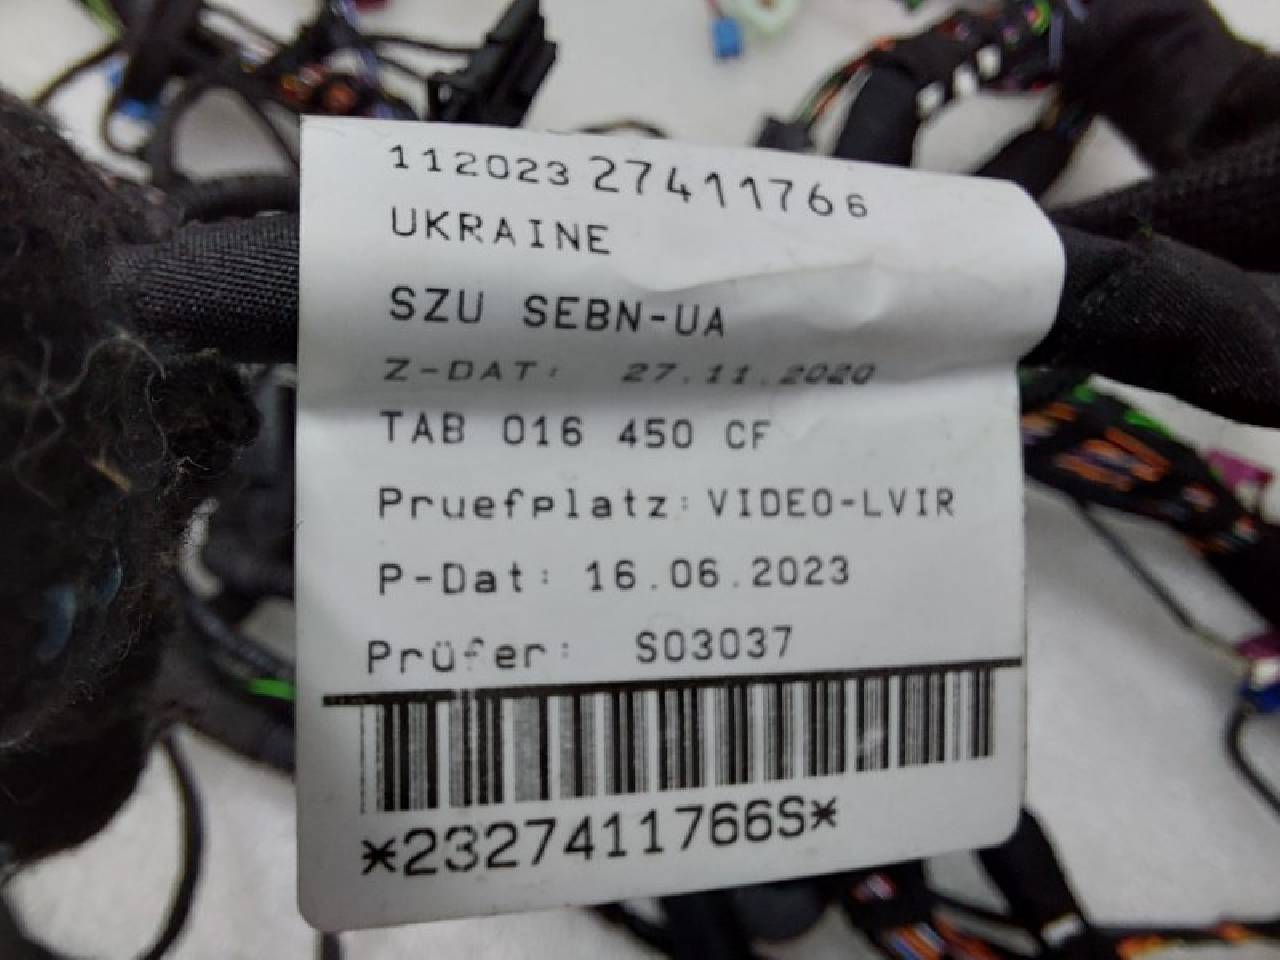 112023 27411766
UKRAINE
SZU SEBN-UA
Z-DAT: 27.11.2020
TAB 016 450 CF
Pruefplatz: VIDEO-LVIR
P-Dat: 16.06.2023
Prüfer: S03037
*2327411766S*